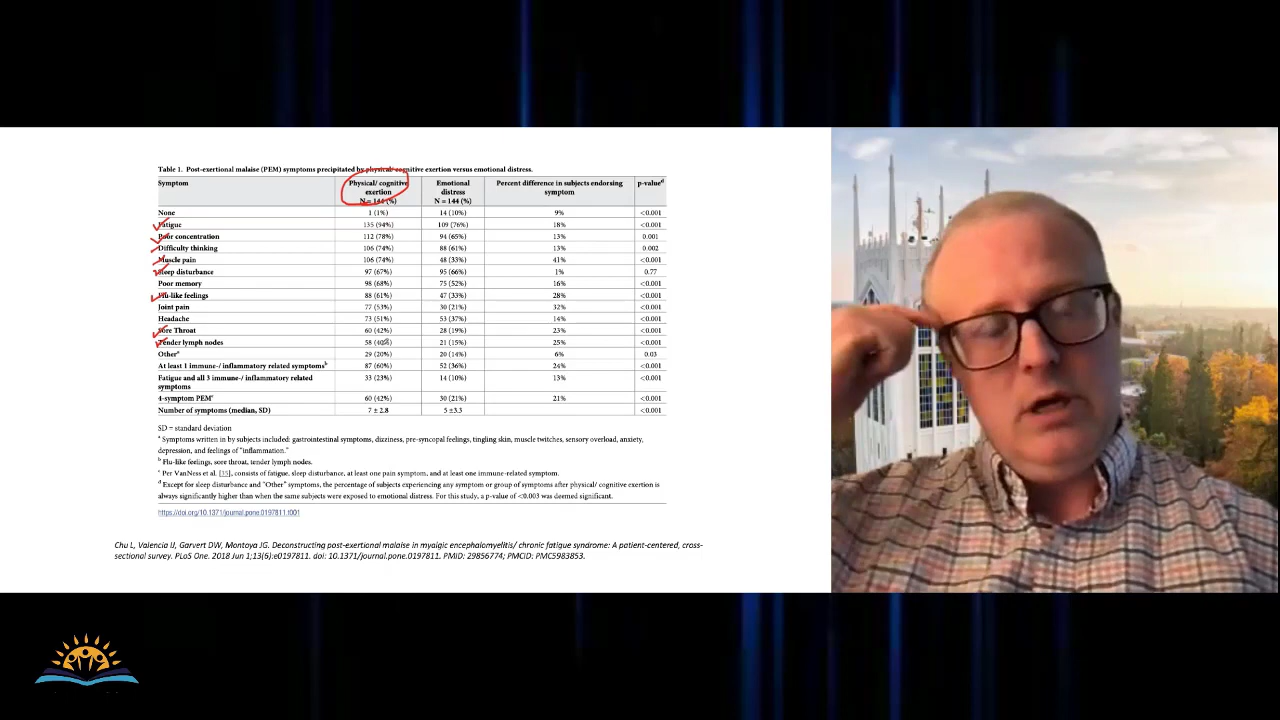 Table 1. Post-exertional malaise (PEM) symptoms precipitated by physical/ cognitive exertion versus emotional distress.
Symptom Physical/ cognitive exertion N = 144 (%) Emotional distress N = 144 (%) Percent difference in subjects endorsing symptom p-valueᵈ
None 1 (1%) 14 (10%) 9% <0.001
Fatigue 135 (94%) 109 (76%) 18% <0.001
Poor concentration 112 (78%) 94 (65%) 13% 0.001
Difficulty thinking 106 (74%) 88 (61%) 13% 0.002
Muscle pain 106 (74%) 48 (33%) 41% <0.001
Sleep disturbance 97 (67%) 95 (66%) 1% 0.77
Poor memory 98 (68%) 75 (52%) 16% <0.001
Flu-like feelings 88 (61%) 47 (33%) 28% <0.001
Joint pain 77 (53%) 30 (21%) 32% <0.001
Headache 73 (51%) 53 (37%) 14% <0.001
Sore Throat 60 (42%) 28 (19%) 23% <0.001
Tender lymph nodes 58 (40%) 21 (15%) 25% <0.001
Otherᵃ 29 (20%) 20 (14%) 6% 0.03
At least 1 immune-/ inflammatory related symptomsᵇ 87 (60%) 52 (36%) 24% <0.001
Fatigue and all 3 immune-/ inflammatory related symptoms 33 (23%) 14 (10%) 13% <0.001
4-symptom PEMᶜ 60 (42%) 30 (21%) 21% <0.001
Number of symptoms (median, SD) 7 ± 2.8 5 ±3.3 <0.001
SD = standard deviation
ᵃ Symptoms written in by subjects included: gastrointestinal symptoms, dizziness, pre-syncopal feelings, tingling skin, muscle twitches, sensory overload, anxiety,
depression, and feelings of "inflammation."
ᵇ Flu-like feelings, sore throat, tender lymph nodes.
ᶜ Per VanNess et al. [35], consists of fatigue, sleep disturbance, at least one pain symptom, and at least one immune-related symptom.
ᵈ Except for sleep disturbance and "Other" symptoms, the percentage of subjects experiencing any symptom or group of symptoms after physical/ cognitive exertion is
always significantly higher than when the same subjects were exposed to emotional distress. For this study, a p-value of <0.003 was deemed significant.
https://doi.org/10.1371/journal.pone.0197811.t001
Chu L, Valencia IJ, Garvert DW, Montoya JG. Deconstructing post-exertional malaise in myalgic encephalomyelitis/ chronic fatigue syndrome: A patient-centered, cross-
sectional survey. PLoS One. 2018 Jun 1;13(6):e0197811. doi: 10.1371/journal.pone.0197811. PMID: 29856774; PMCID: PMC5983853.